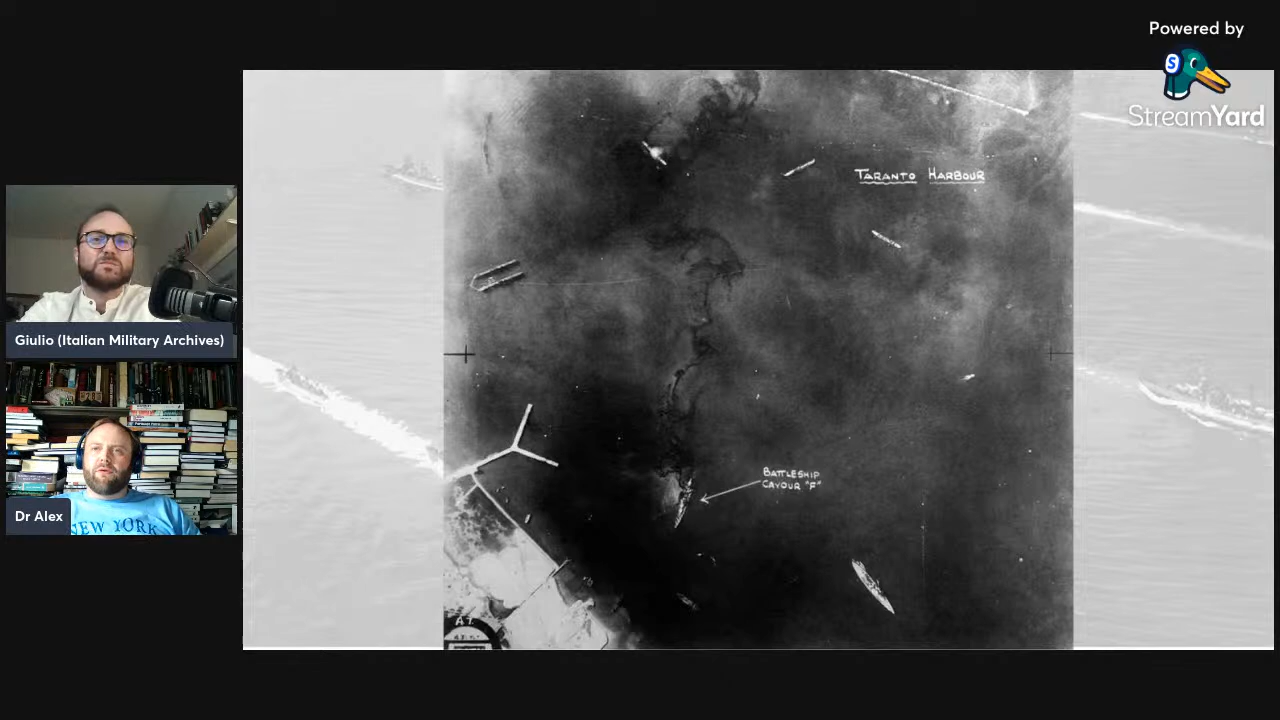 Powered by
S
StreamYard
TARANTO HARBOUR
BATTLESHIP
CAVOUR "F"
Giulio (Italian Military Archives)
Dr Alex
NEW YORK
A.T.